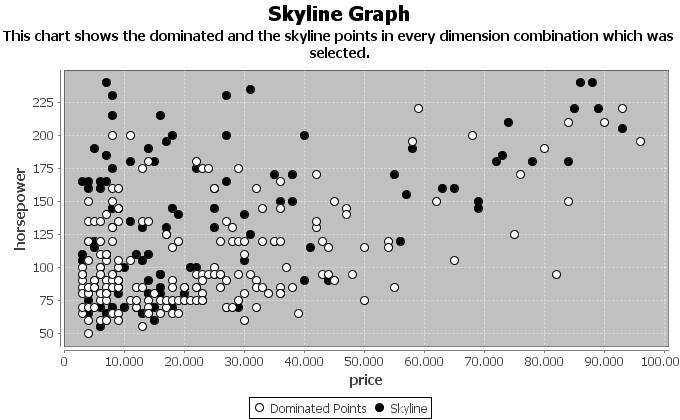 Skyline Graph
This chart shows the dominated and the skyline points in every dimension combination which was
selected.
horsepower
225
200
175
150
125
100
75
50
0 10.000 20.000 30.000 40.000 50.000 60.000 70.000 80.000 90.000 100.00
price
Dominated Points Skyline